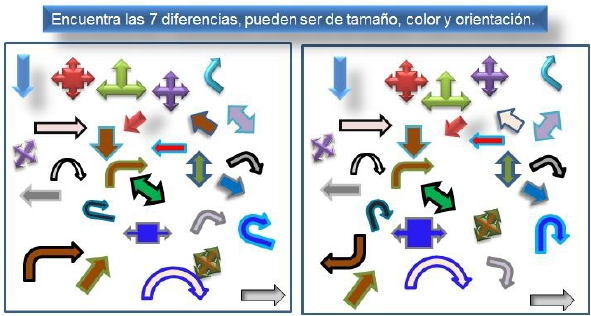 Encuentra las 7 diferencias, pueden ser de tamaño, color y orientación.